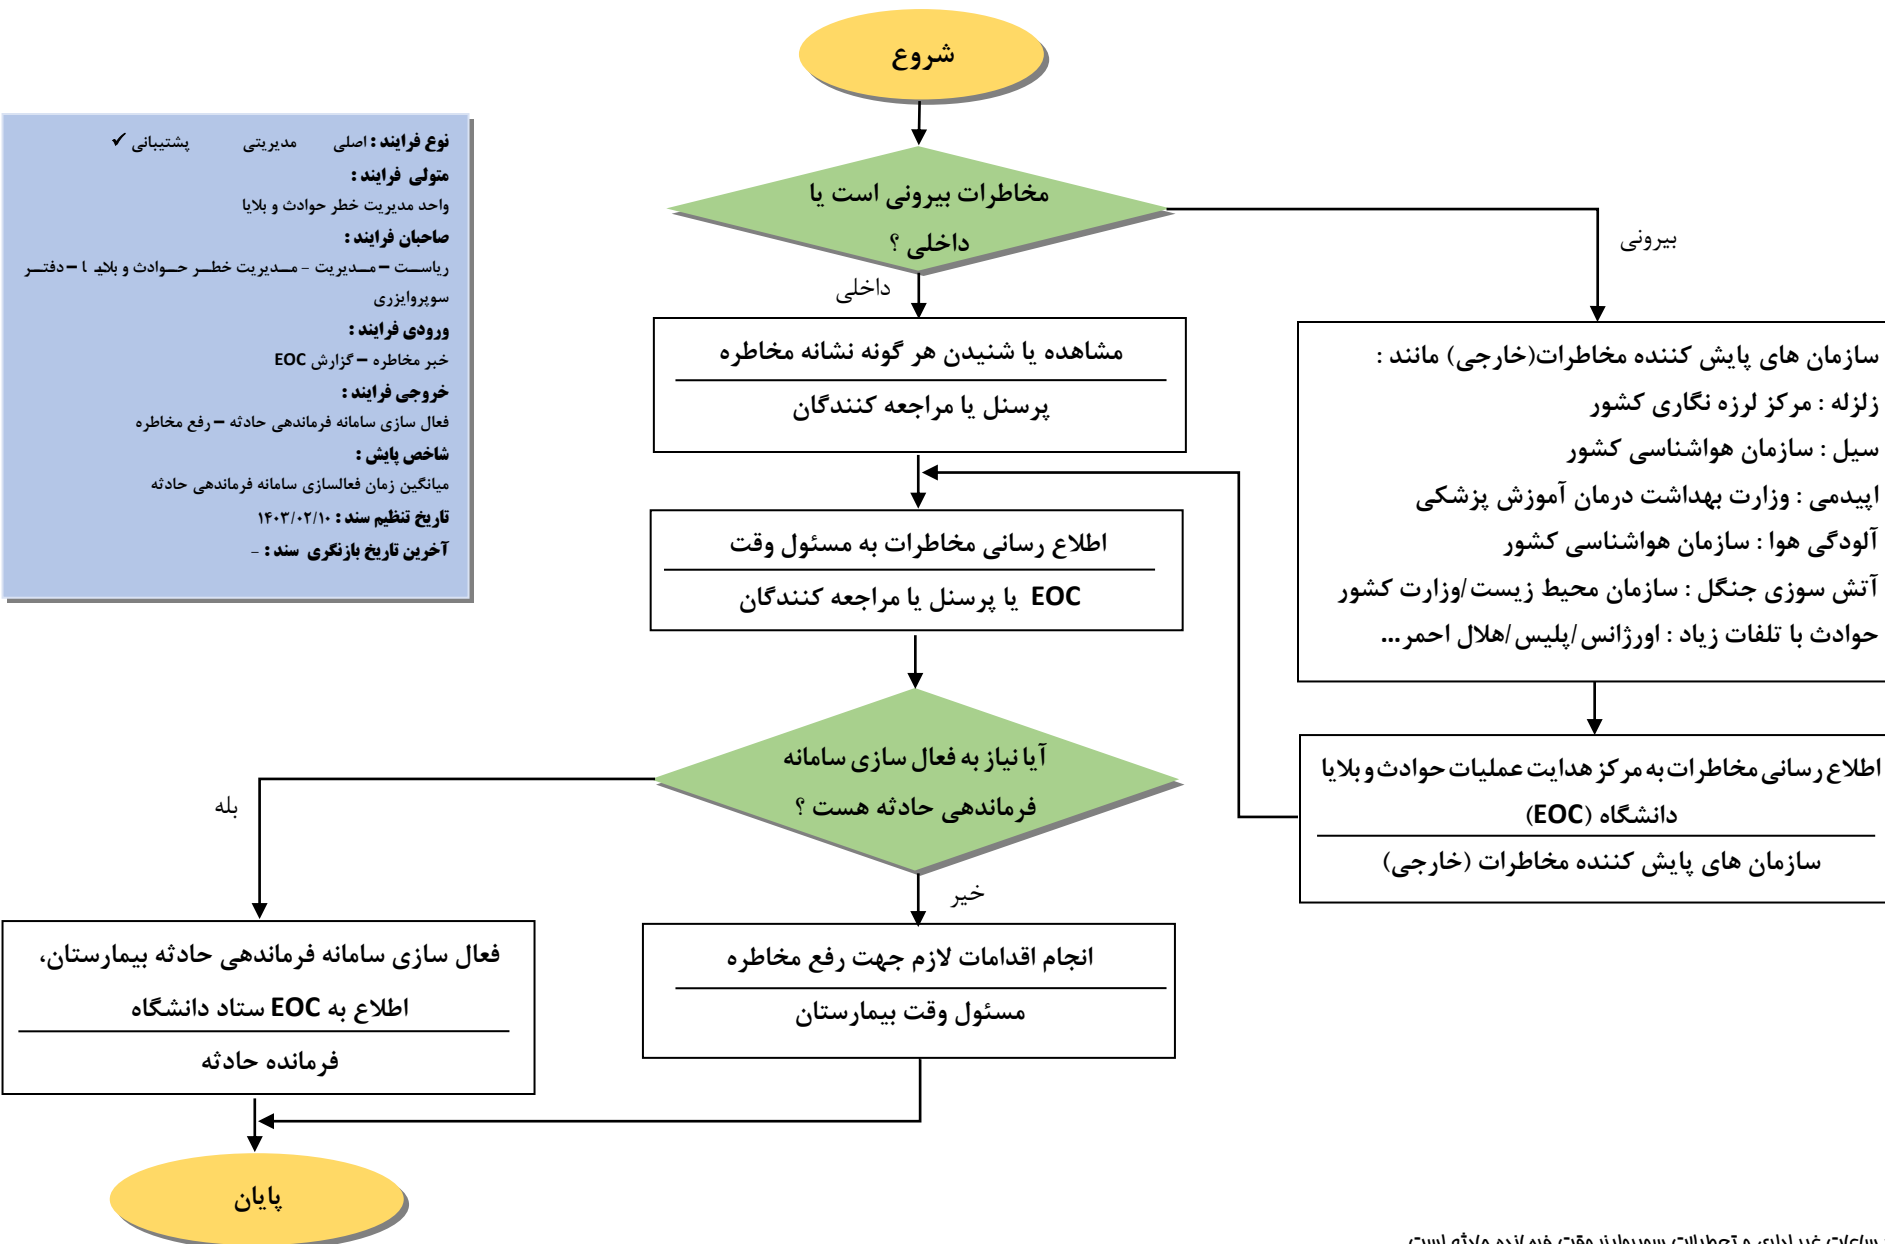 شروع
نوع فرایند : اصلی مدیریتی پشتیبانی ✓
متولی فرایند :
واحد مدیریت خطر حوادث و بلایا
صاحبان فرایند :
ریاست – مدیریت - مدیریت خطر حوادث و بلایا – دفتر
سوپروایزری
ورودی فرایند :
خبر مخاطره – گزارش EOC
خروجی فرایند :
فعال سازی سامانه فرماندهی حادثه – رفع مخاطره
شاخص پایش :
میانگین زمان فعالسازی سامانه فرماندهی حادثه
تاریخ تنظیم سند : ۱۴۰۳/۰۲/۱۰
آخرین تاریخ بازنگری سند : -
مخاطرات بیرونی است یا
داخلی ؟
بیرونی
داخلی
مشاهده یا شنیدن هر گونه نشانه مخاطره
پرسنل یا مراجعه کنندگان
سازمان های پایش کننده مخاطرات(خارجی) مانند :
زلزله : مرکز لرزه نگاری کشور
سیل : سازمان هواشناسی کشور
اپیدمی : وزارت بهداشت درمان آموزش پزشکی
آلودگی هوا : سازمان هواشناسی کشور
آتش سوزی جنگل : سازمان محیط زیست/وزارت کشور
حوادث با تلفات زیاد : اورژانس/پلیس/هلال احمر...
اطلاع رسانی مخاطرات به مسئول وقت
EOC یا پرسنل یا مراجعه کنندگان
اطلاع رسانی مخاطرات به مرکز هدایت عملیات حوادث و بلایا
دانشگاه (EOC)
سازمان های پایش کننده مخاطرات (خارجی)
آیا نیاز به فعال سازی سامانه
فرماندهی حادثه هست ؟
بله
خیر
فعال سازی سامانه فرماندهی حادثه بیمارستان،
اطلاع به EOC ستاد دانشگاه
فرمانده حادثه
انجام اقدامات لازم جهت رفع مخاطره
مسئول وقت بیمارستان
پایان
ساعات غیر اداری و تعطیلات سوپروایزر وقت فرمانده حادثه است